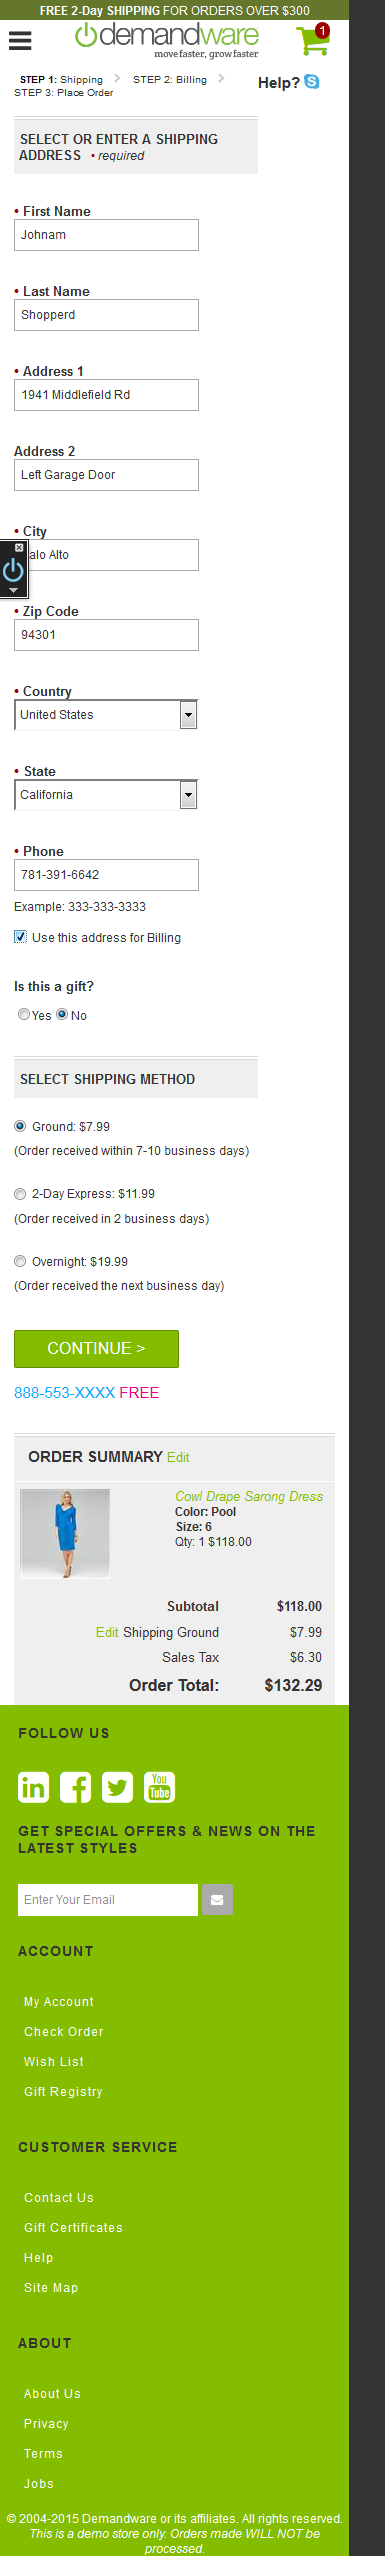 FREE 2-Day SHIPPING FOR ORDERS OVER $300
demandware
move faster, grow faster
1
STEP 1: Shipping STEP 2: Billing
STEP 3: Place Order
Help?
SELECT OR ENTER A SHIPPING
ADDRESS • required
• First Name
Johnam
• Last Name
Shopperd
• Address 1
1941 Middlefield Rd
Address 2
Left Garage Door
• City
alo Alto
• Zip Code
94301
• Country
United States
• State
California
• Phone
781-391-6642
Example: 333-333-3333
Use this address for Billing
Is this a gift?
Yes No
SELECT SHIPPING METHOD
Ground: $7.99
(Order received within 7-10 business days)
2-Day Express: $11.99
(Order received in 2 business days)
Overnight: $19.99
(Order received the next business day)
CONTINUE >
888-553-XXXX FREE
ORDER SUMMARY Edit
Cowl Drape Sarong Dress
Color: Pool
Size: 6
Qty: 1 $118.00
Subtotal $118.00
Edit Shipping Ground $7.99
Sales Tax $6.30
Order Total: $132.29
FOLLOW US
in
You
Tube
GET SPECIAL OFFERS & NEWS ON THE
LATEST STYLES
Enter Your Email
ACCOUNT
My Account
Check Order
Wish List
Gift Registry
CUSTOMER SERVICE
Contact Us
Gift Certificates
Help
Site Map
ABOUT
About Us
Privacy
Terms
Jobs
© 2004-2015 Demandware or its affiliates. All rights reserved.
This is a demo store only. Orders made WILL NOT be
processed.